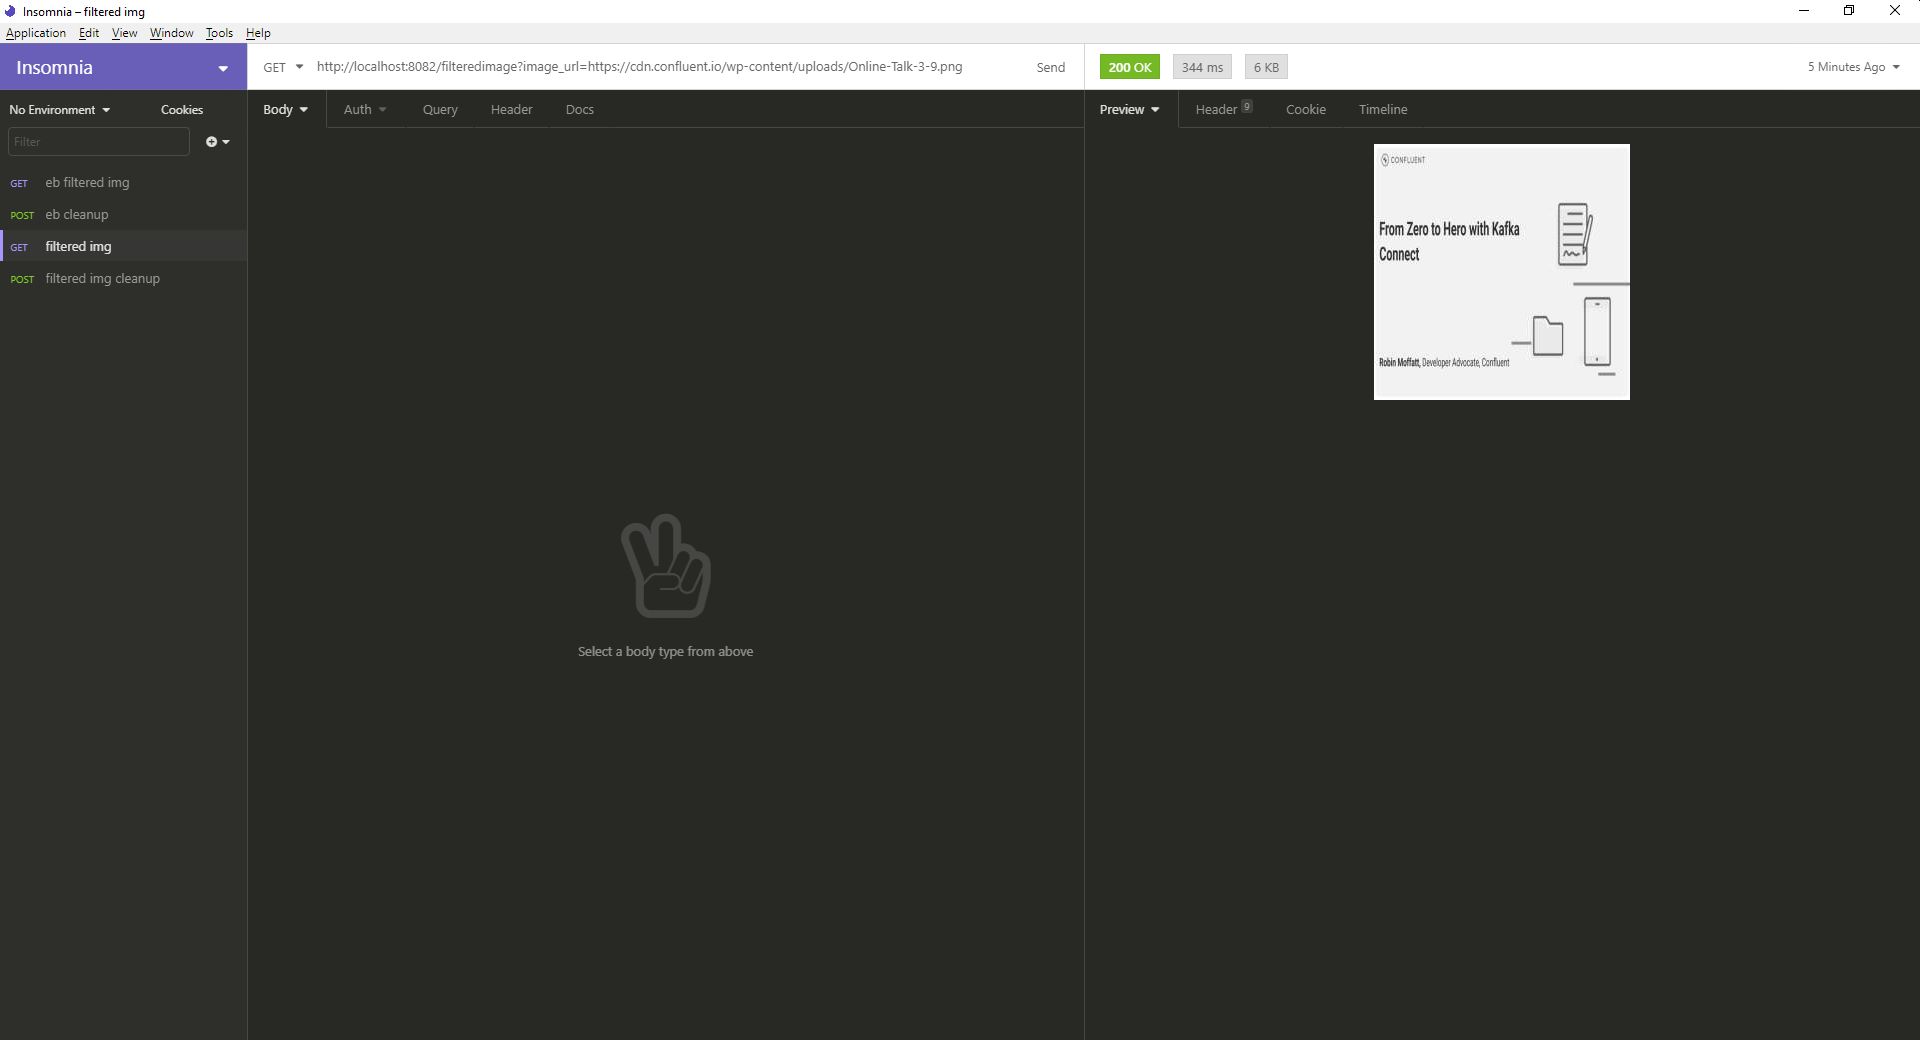 Insomnia – filtered img
Application Edit View Window Tools Help
Insomnia
GET http://localhost:8082/filteredimage?image_url=https://cdn.confluent.io/wp-content/uploads/Online-Talk-3-9.png Send
200 OK 344 ms 6 KB 5 Minutes Ago
No Environment Cookies
Body Auth Query Header Docs
Preview Header 9 Cookie Timeline
Filter
GET eb filtered img
POST eb cleanup
GET filtered img
POST filtered img cleanup
CONFLUENT
From Zero to Hero with Kafka
Connect
Robin Moffatt, Developer Advocate, Confluent
Select a body type from above